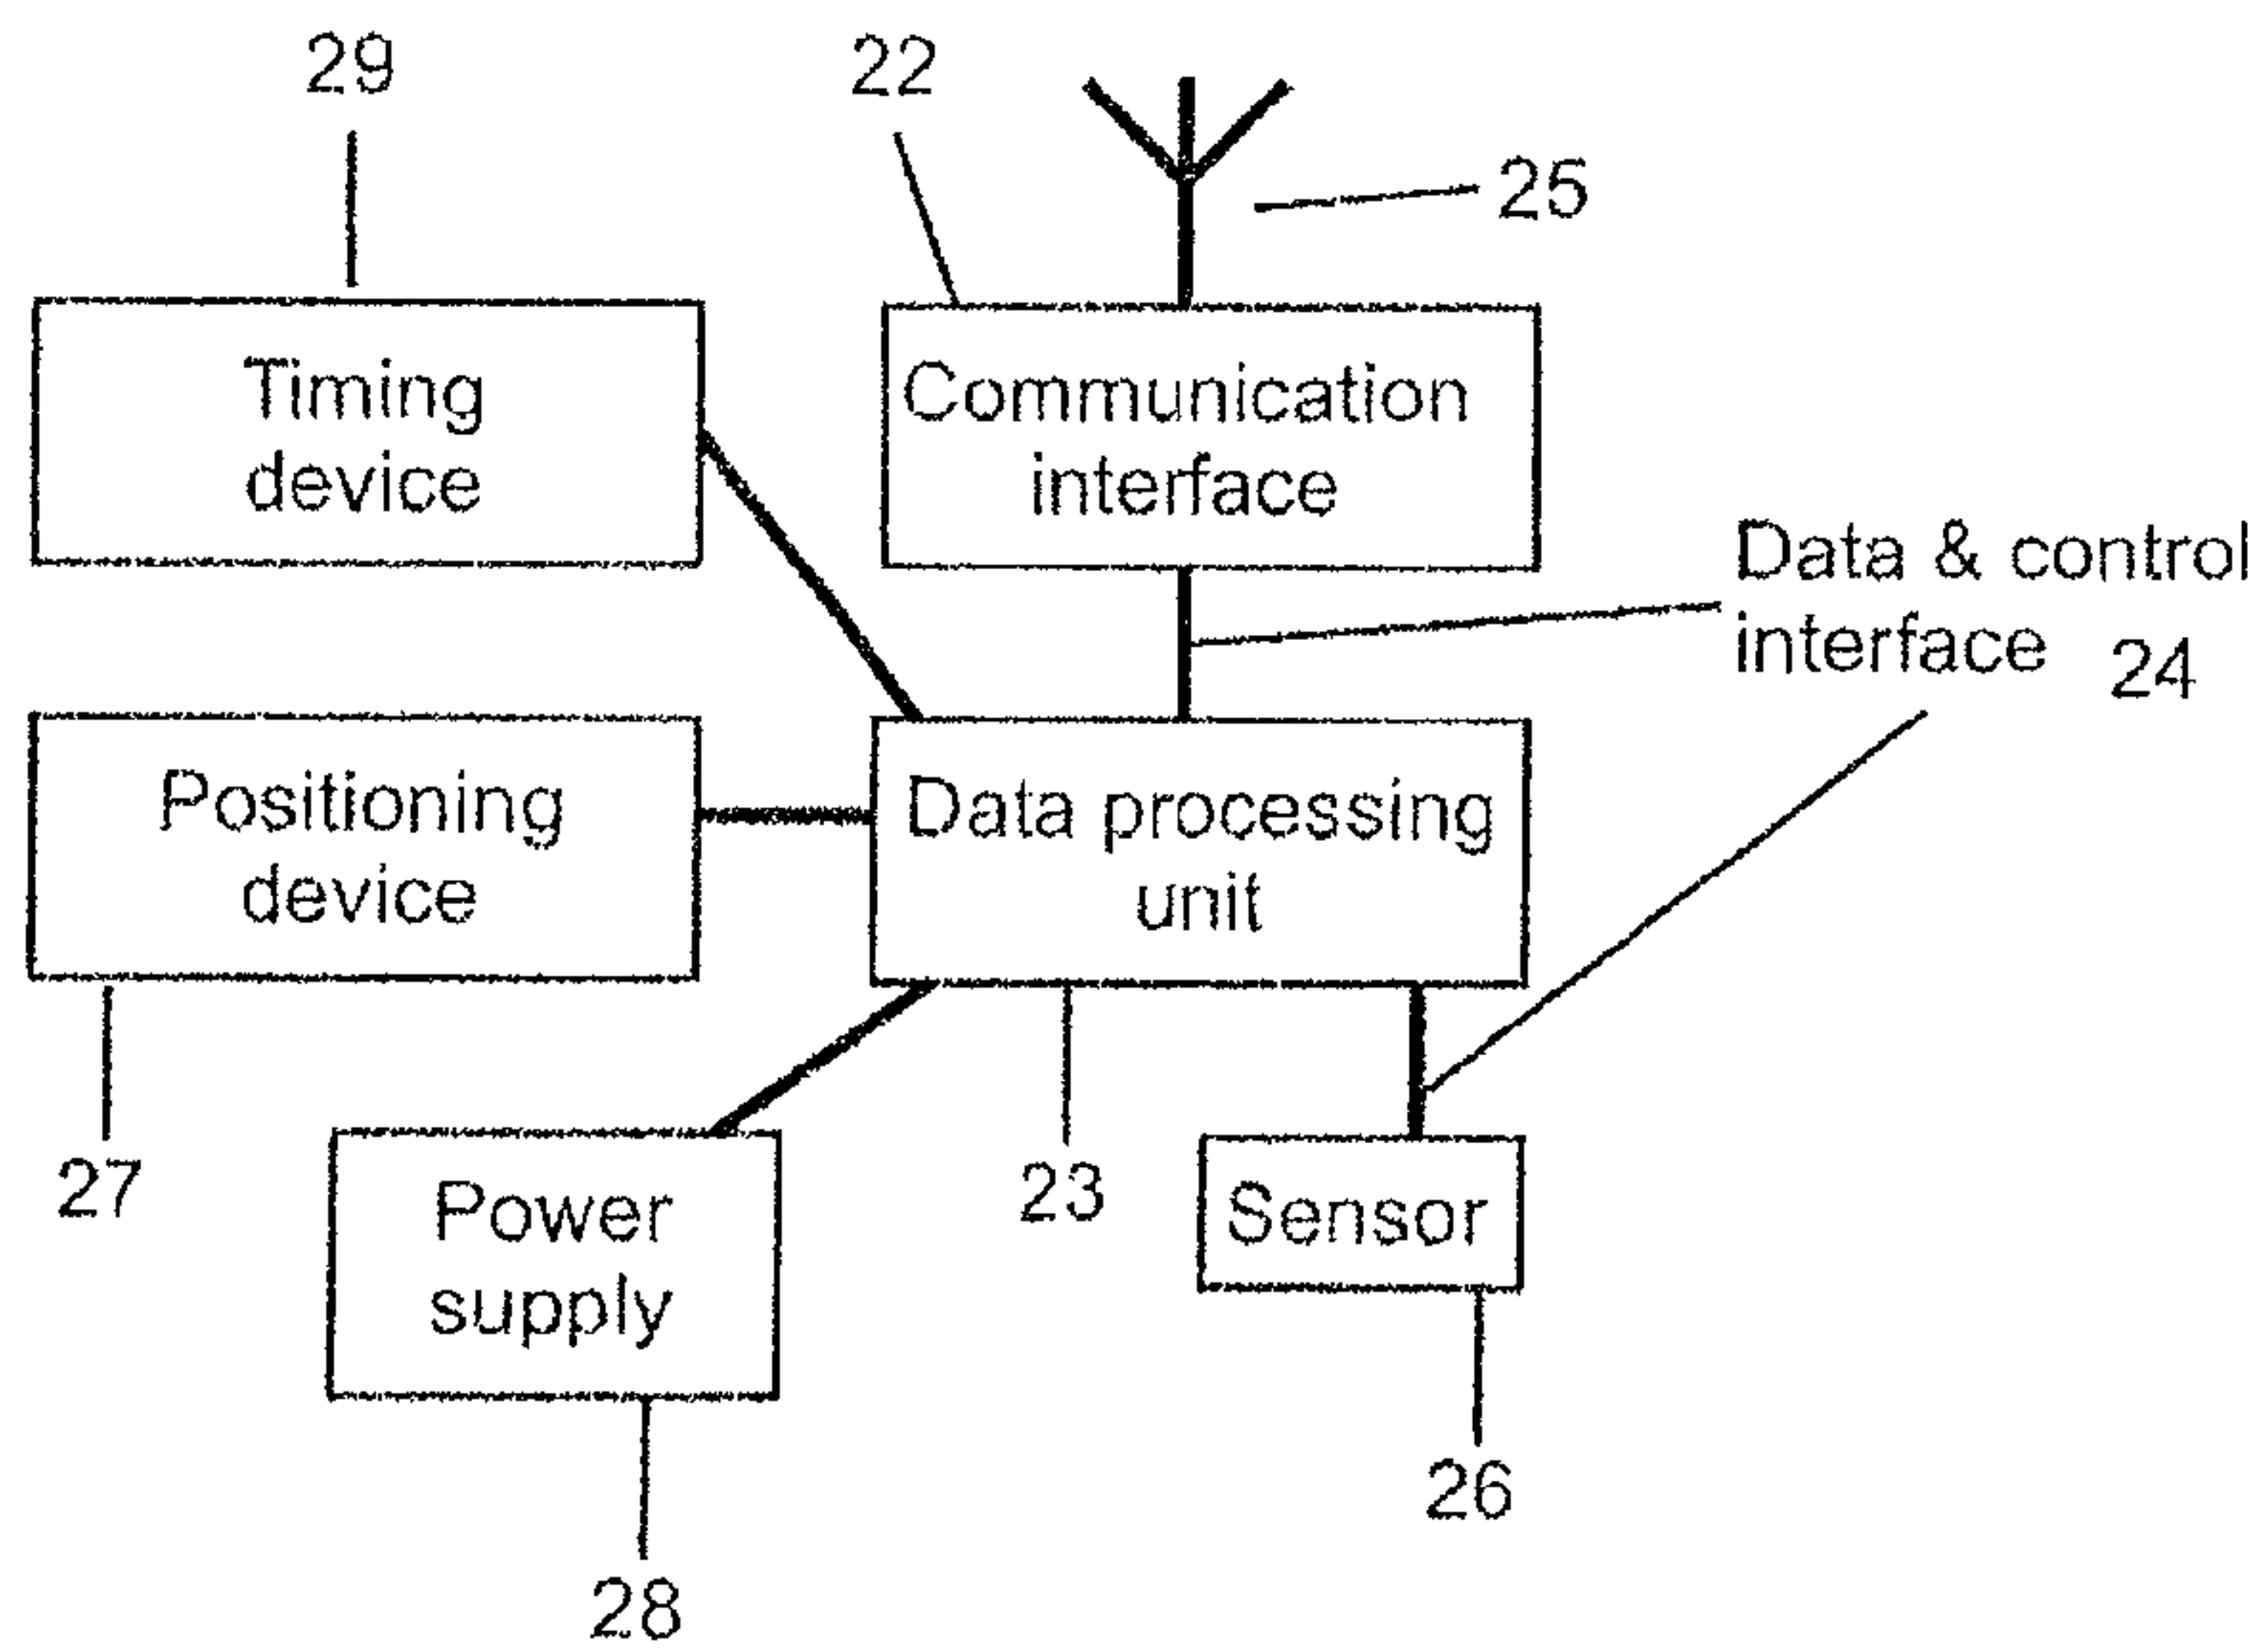 29
22
25
Timing
device
Communication
interface
Data & control
interface 24
Positioning
device
Data processing
unit
27
23
Power
supply
Sensor
26
28